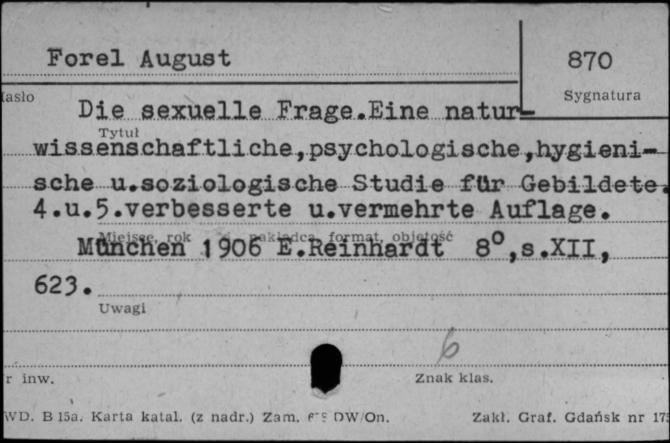 Forel August
870
Sygnatura
Die sexuelle Frage.Eine natur-
Tytuł
wissenschaftliche,psychologische,hygieni-
sche u.soziologische Studie für Gebildete.
4.u.5.verbesserte u.vermehrte Auflage.
Miejsce, rok nakładca, format, objętość
München 1906 E.Reinhardt 8°,s.XII,
623.
Uwagi
6
r inw.
Znak klas.
WD. B 15a. Karta katal. (z nadr.) Zam. DW/On.
Zakł. Graf. Gdańsk nr 175